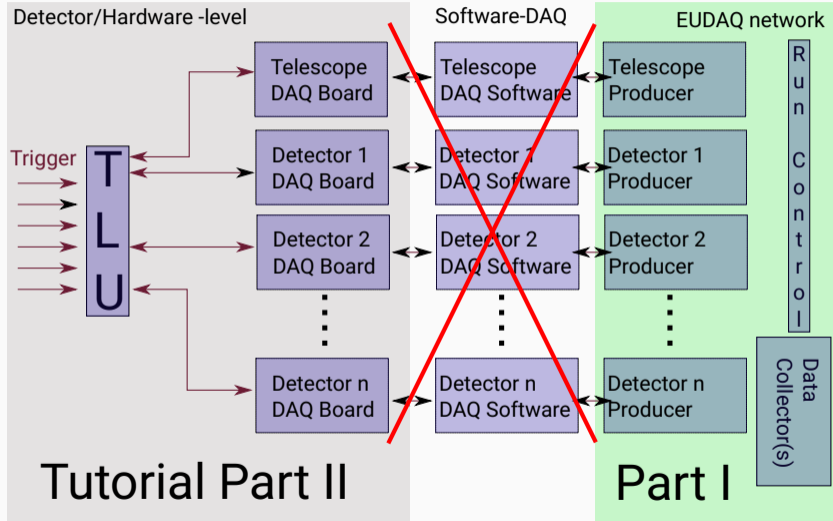 Detector/Hardware -level
Software-DAQ
EUDAQ network
Trigger
TLU
Telescope
DAQ Board
Telescope
DAQ Software
Telescope
Producer
Detector 1
DAQ Board
Detector 1
DAQ Software
Detector 1
Producer
Detector 2
DAQ Board
Detector 2
DAQ Software
Detector 2
Producer
Detector n
DAQ Board
Detector n
DAQ Software
Detector n
Producer
Run Control
Data
Collector(s)
Tutorial Part II
Part I